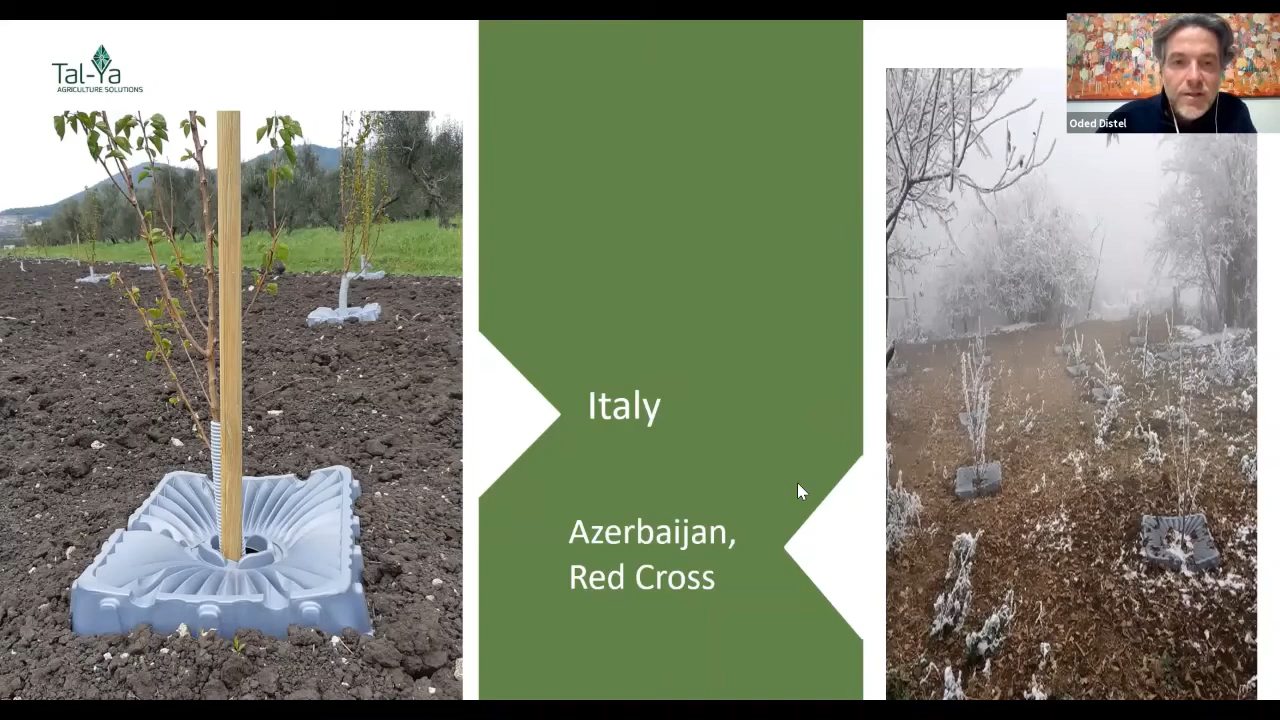 Tal-Ya
AGRICULTURE SOLUTIONS
Oded Distel
Italy
Azerbaijan,
Red Cross